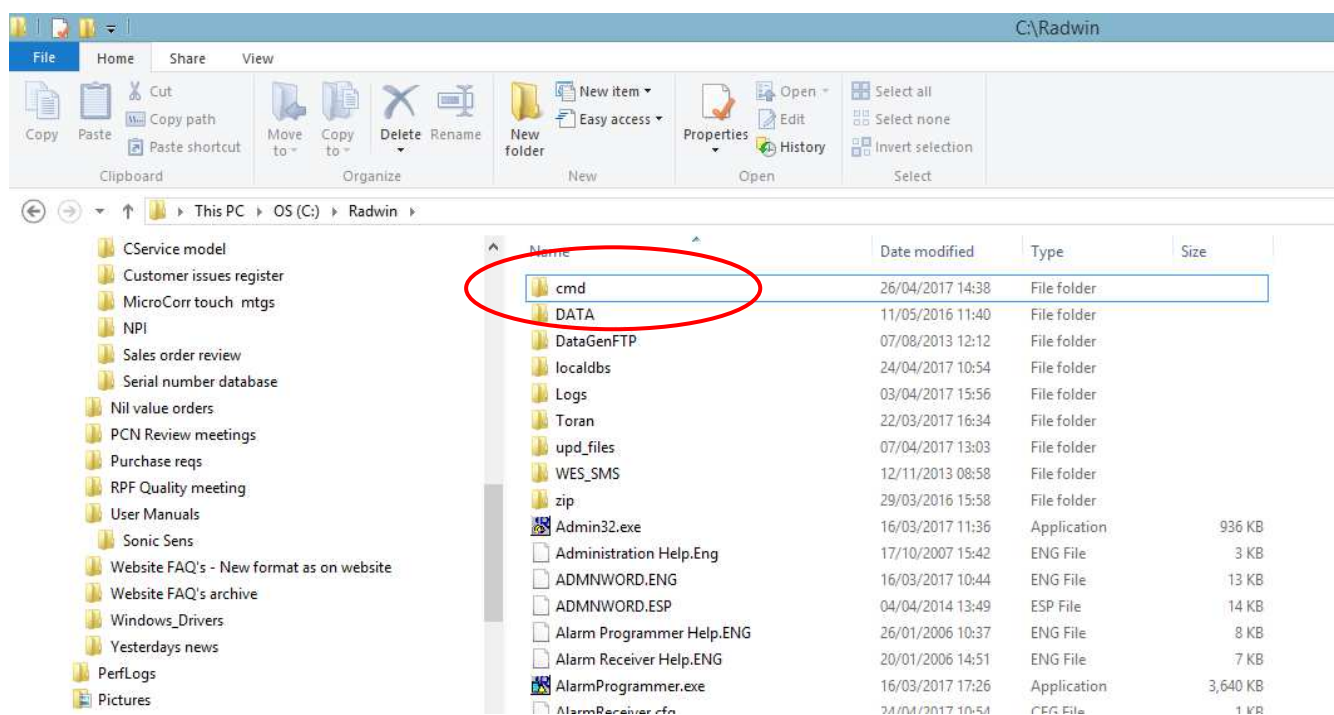 C:\Radwin
File Home Share View
Copy
Paste
Cut
Copy path
Paste shortcut
Move to
Copy to
Delete
Rename
New folder
New item
Easy access
Properties
Open
Edit
History
Select all
Select none
Invert selection
Clipboard Organize New Open Select
This PC OS (C:) Radwin
CService model
Customer issues register
MicroCorr touch mtgs
NPI
Sales order review
Serial number database
Nil value orders
PCN Review meetings
Purchase reqs
RPF Quality meeting
User Manuals
Sonic Sens
Website FAQ's - New format as on website
Website FAQ's archive
Windows_Drivers
Yesterdays news
PerfLogs
Pictures
Name Date modified Type Size
cmd 26/04/2017 14:38 File folder
DATA 11/05/2016 11:40 File folder
DataGenFTP 07/08/2013 12:12 File folder
localdbs 24/04/2017 10:54 File folder
Logs 03/04/2017 15:56 File folder
Toran 22/03/2017 16:34 File folder
upd_files 07/04/2017 13:03 File folder
WES_SMS 12/11/2013 08:58 File folder
zip 29/03/2016 15:58 File folder
Admin32.exe 16/03/2017 11:36 Application 936 KB
Administration Help.Eng 17/10/2007 15:42 ENG File 3 KB
ADMNWORD.ENG 16/03/2017 10:44 ENG File 13 KB
ADMNWORD.ESP 04/04/2014 13:49 ESP File 14 KB
Alarm Programmer Help.ENG 26/01/2006 10:37 ENG File 8 KB
Alarm Receiver Help.ENG 20/01/2006 14:51 ENG File 7 KB
AlarmProgrammer.exe 16/03/2017 17:26 Application 3,640 KB
AlarmReceiver.cfg 24/04/2017 10:54 CFG File 1 KB